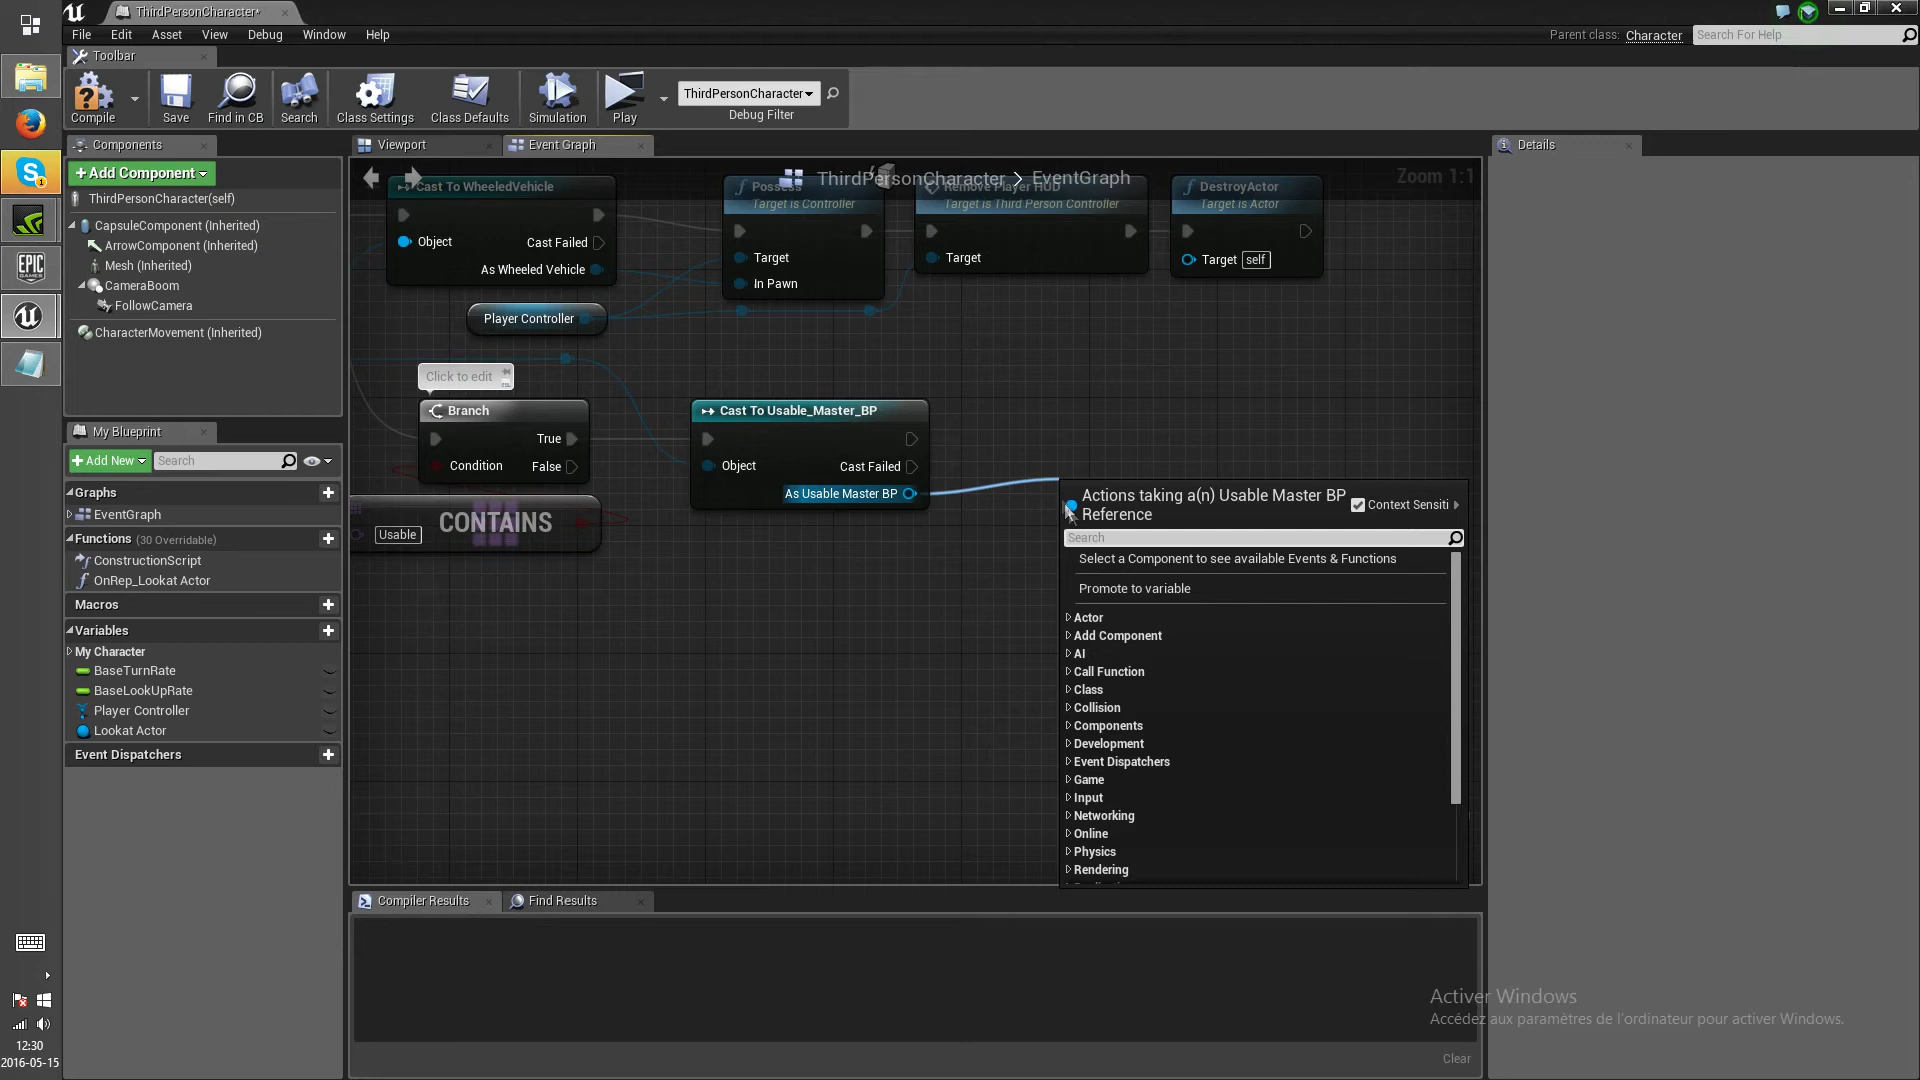 ThirdPersonCharacter*
File Edit Asset View Debug Window Help
Parent class: Character
Search For Help
Toolbar
Compile
Save
Find in CB
Search
Class Settings
Class Defaults
Simulation
Play
ThirdPersonCharacter
Debug Filter
Components
+Add Component
ThirdPersonCharacter(self)
CapsuleComponent (Inherited)
ArrowComponent (Inherited)
Mesh (Inherited)
CameraBoom
FollowCamera
CharacterMovement (Inherited)
My Blueprint
+Add New
Search
Graphs
EventGraph
Functions (30 Overridable)
ConstructionScript
OnRep_Lookat Actor
Macros
Variables
My Character
BaseTurnRate
BaseLookUpRate
Player Controller
Lookat Actor
Event Dispatchers
Viewport
Event Graph
ThirdPersonCharacter > EventGraph
Zoom 1:1
Cast To WheeledVehicle
Object
Cast Failed
As Wheeled Vehicle
Possess
Target is Controller
Target
In Pawn
Remove Player HUD
Target is Third Person Controller
Target
DestroyActor
Target is Actor
Target self
Player Controller
Click to edit
Branch
True
Condition
False
Cast To Usable_Master_BP
Object
Cast Failed
As Usable Master BP
Usable
CONTAINS
Actions taking a(n) Usable Master BP
Reference
Context Sensiti
Search
Select a Component to see available Events & Functions
Promote to variable
Actor
Add Component
AI
Call Function
Class
Collision
Components
Development
Event Dispatchers
Game
Input
Networking
Online
Physics
Rendering
Details
Compiler Results
Find Results
Clear
Activer Windows
Accédez aux paramètres de l'ordinateur pour activer Windows.
EPIC
GAMES
12:30
2016-05-15